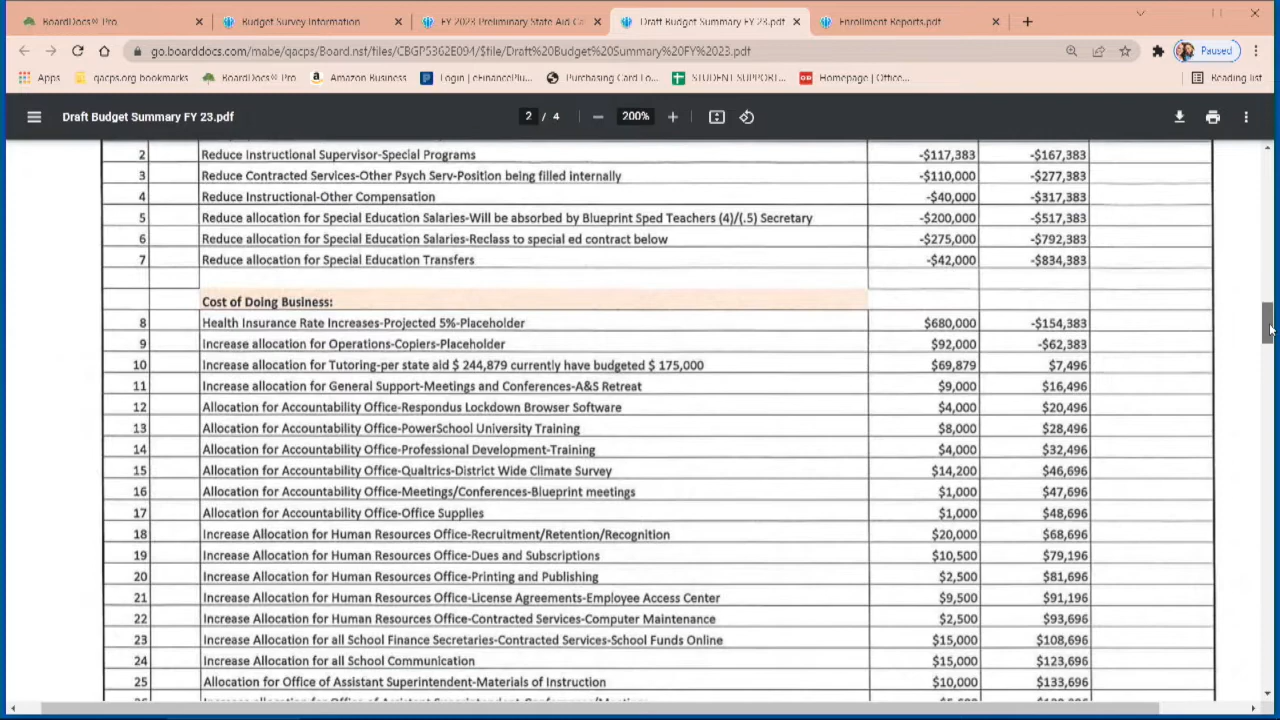 BoardDocs® Pro
Budget Survey Information
FY 2023 Preliminary State Aid Ca
Draft Budget Summary FY 23.pdf
Enrollment Reports.pdf
go.boarddocs.com/mabe/qacps/Board.nsf/files/CBGP5362E094/$file/Draft%20Budget%20Summary%20FY%2023.pdf
Paused
Apps
qacps.org bookmarks
BoardDocs® Pro
Amazon Business
Login | eFinancePlu...
Purchasing Card Lo...
STUDENT SUPPORT...
Homepage | Office...
Reading list
Draft Budget Summary FY 23.pdf
2 / 4
200%
2 Reduce Instructional Supervisor-Special Programs -$117,383 -$167,383
3 Reduce Contracted Services-Other Psych Serv-Position being filled internally -$110,000 -$277,383
4 Reduce Instructional-Other Compensation -$40,000 -$317,383
5 Reduce allocation for Special Education Salaries-Will be absorbed by Blueprint Sped Teachers (4)/(.5) Secretary -$200,000 -$517,383
6 Reduce allocation for Special Education Salaries-Reclass to special ed contract below -$275,000 -$792,383
7 Reduce allocation for Special Education Transfers -$42,000 -$834,383
Cost of Doing Business:
8 Health Insurance Rate Increases-Projected 5%-Placeholder $680,000 -$154,383
9 Increase allocation for Operations-Copiers-Placeholder $92,000 -$62,383
10 Increase allocation for Tutoring-per state aid $ 244,879 currently have budgeted $ 175,000 $69,879 $7,496
11 Increase allocation for General Support-Meetings and Conferences-A&S Retreat $9,000 $16,496
12 Allocation for Accountability Office-Respondus Lockdown Browser Software $4,000 $20,496
13 Allocation for Accountability Office-PowerSchool University Training $8,000 $28,496
14 Allocation for Accountability Office-Professional Development-Training $4,000 $32,496
15 Allocation for Accountability Office-Qualtrics-District Wide Climate Survey $14,200 $46,696
16 Allocation for Accountability Office-Meetings/Conferences-Blueprint meetings $1,000 $47,696
17 Allocation for Accountability Office-Office Supplies $1,000 $48,696
18 Increase Allocation for Human Resources Office-Recruitment/Retention/Recognition $20,000 $68,696
19 Increase Allocation for Human Resources Office-Dues and Subscriptions $10,500 $79,196
20 Increase Allocation for Human Resources Office-Printing and Publishing $2,500 $81,696
21 Increase Allocation for Human Resources Office-License Agreements-Employee Access Center $9,500 $91,196
22 Increase Allocation for Human Resources Office-Contracted Services-Computer Maintenance $2,500 $93,696
23 Increase Allocation for all School Finance Secretaries-Contracted Services-School Funds Online $15,000 $108,696
24 Increase Allocation for all School Communication $15,000 $123,696
25 Allocation for Office of Assistant Superintendent-Materials of Instruction $10,000 $133,696